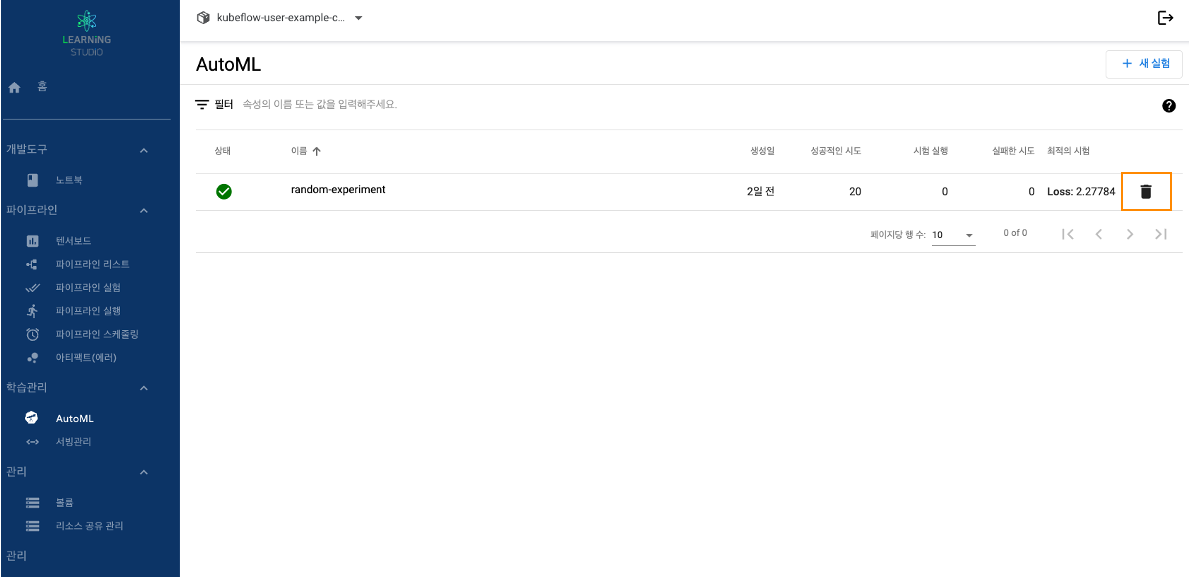 LEARNiNG
STUDIO
홈
개발도구
노트북
파이프라인
텐서보드
파이프라인 리스트
파이프라인 실험
파이프라인 실행
파이프라인 스케줄링
아티팩트(에러)
학습관리
AutoML
서빙관리
관리
볼륨
리소스 공유 관리
관리
kubeflow-user-example-c...
AutoML
+ 새 실험
필터 속성의 이름 또는 값을 입력해주세요.
상태 이름 생성일 성공적인 시도 시험 실행 실패한 시도 최적의 시험
random-experiment 2일 전 20 0 0 Loss: 2.27784
페이지당 행 수: 10 0 of 0